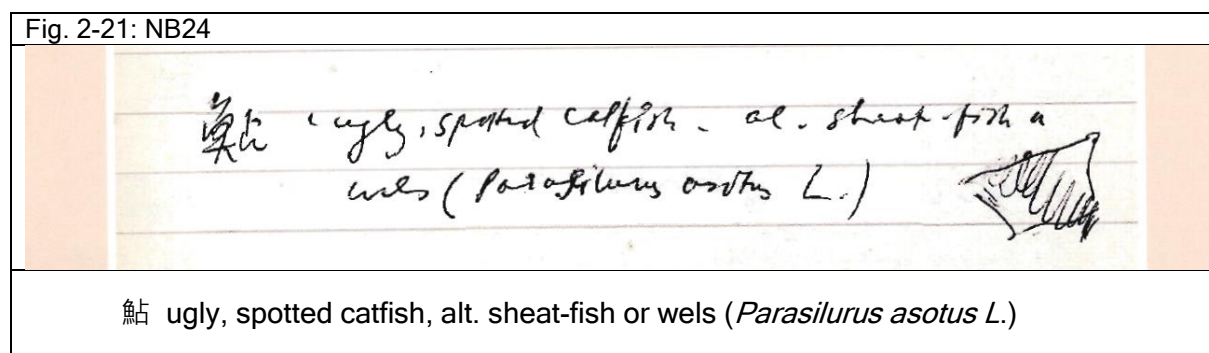 Fig. 2-21: NB24
鮎 ugly, spotted catfish. al. sheat-fish or
wels (Parasilurus asotus L.)
鮎 ugly, spotted catfish, alt. sheat-fish or wels (Parasilurus asotus L.)